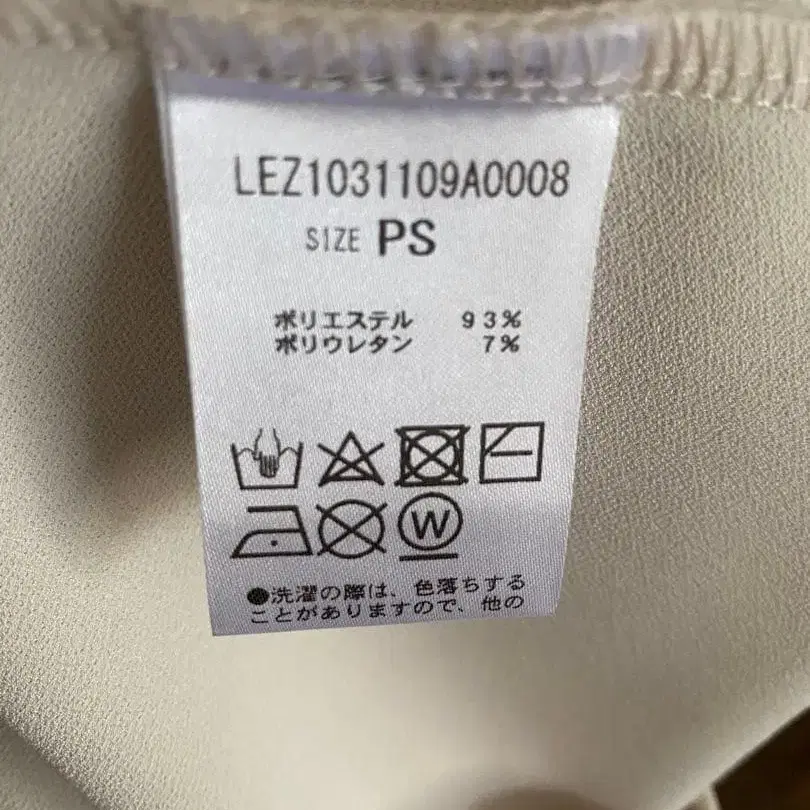 LEZ1031109A0008
SIZE PS
ポリエステル 93%
ポリウレタン 7%
W
●洗濯の際は、色落ちする
ことがありますので、他の